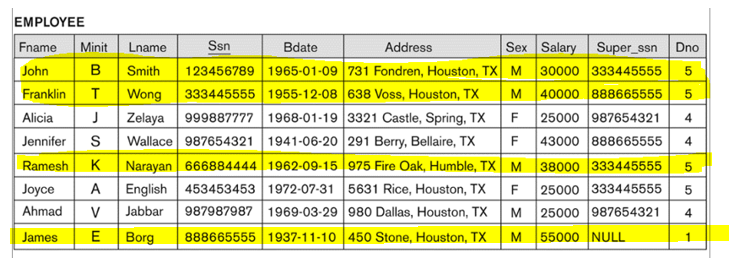 EMPLOYEE
Fname Minit Lname Ssn Bdate Address Sex Salary Super_ssn Dno
John B Smith 123456789 1965-01-09 731 Fondren, Houston, TX M 30000 333445555 5
Franklin T Wong 333445555 1955-12-08 638 Voss, Houston, TX M 40000 888665555 5
Alicia J Zelaya 999887777 1968-01-19 3321 Castle, Spring, TX F 25000 987654321 4
Jennifer S Wallace 987654321 1941-06-20 291 Berry, Bellaire, TX F 43000 888665555 4
Ramesh K Narayan 666884444 1962-09-15 975 Fire Oak, Humble, TX M 38000 333445555 5
Joyce A English 453453453 1972-07-31 5631 Rice, Houston, TX F 25000 333445555 5
Ahmad V Jabbar 987987987 1969-03-29 980 Dallas, Houston, TX M 25000 987654321 4
James E Borg 888665555 1937-11-10 450 Stone, Houston, TX M 55000 NULL 1